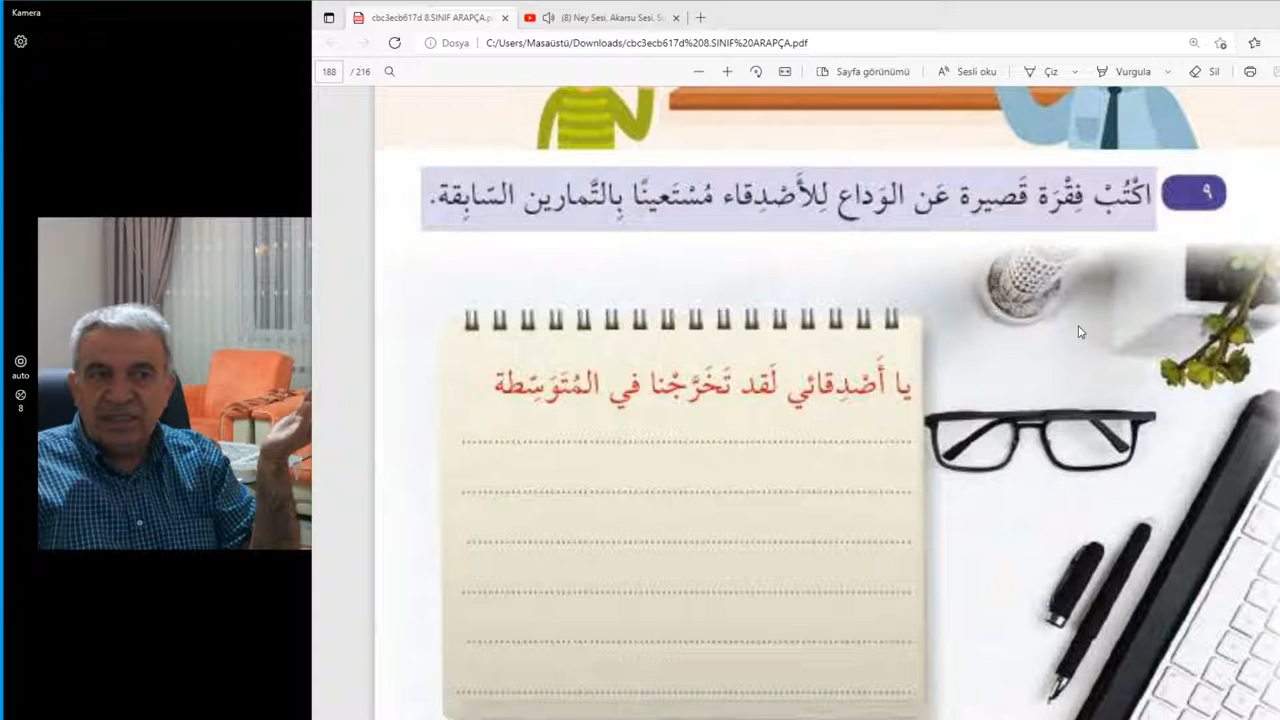 Kamera
cbc3ecb617d 8.SINIF ARAPÇA.p
(8) Ney Sesi, Akarsu Sesi, S
Dosya C:/Users/Masaüstü/Downloads/cbc3ecb617d%208.SINIF%20ARAPÇA.pdf
188 / 216 Sayfa görünümü Sesli oku Çiz Vurgula Sil
٩ اكْتُبْ فِقْرَة قَصيرة عَن الوَداع لِلأَصْدِقاء مُسْتَعينًا بِالتَّمارين السّابِقة.
يا أَصْدِقائي لَقد تَخَرَّجْنا في المُتَوَسِّطة
auto
8